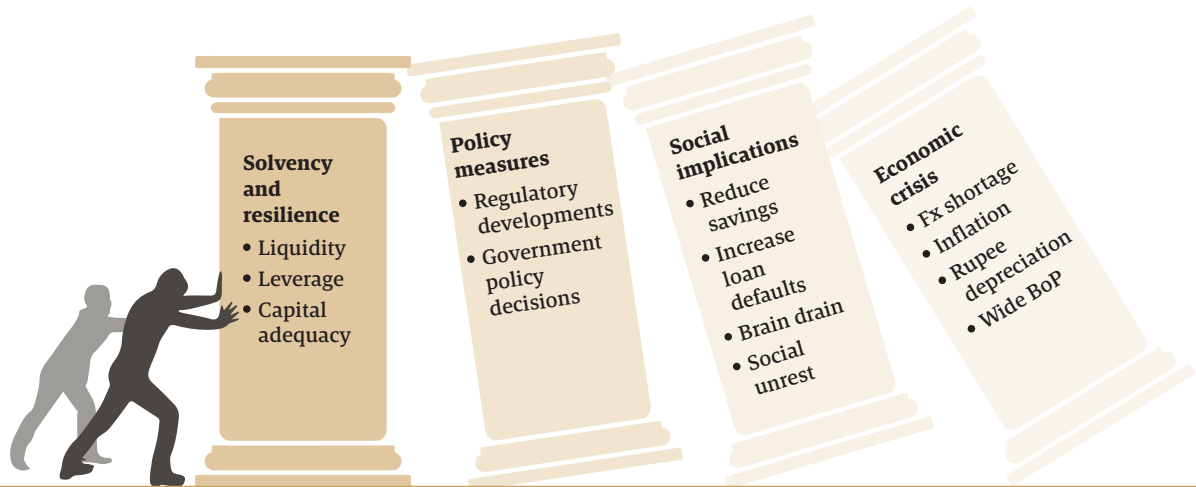 Solvency
and
resilience
• Liquidity
• Leverage
• Capital
adequacy
Policy
measures
• Regulatory
developments
• Government
policy
decisions
Social
implications
• Reduce
savings
• Increase
loan
defaults
• Brain drain
• Social
unrest
Economic
crisis
• Fx shortage
• Inflation
• Rupee
depreciation
• Wide BoP